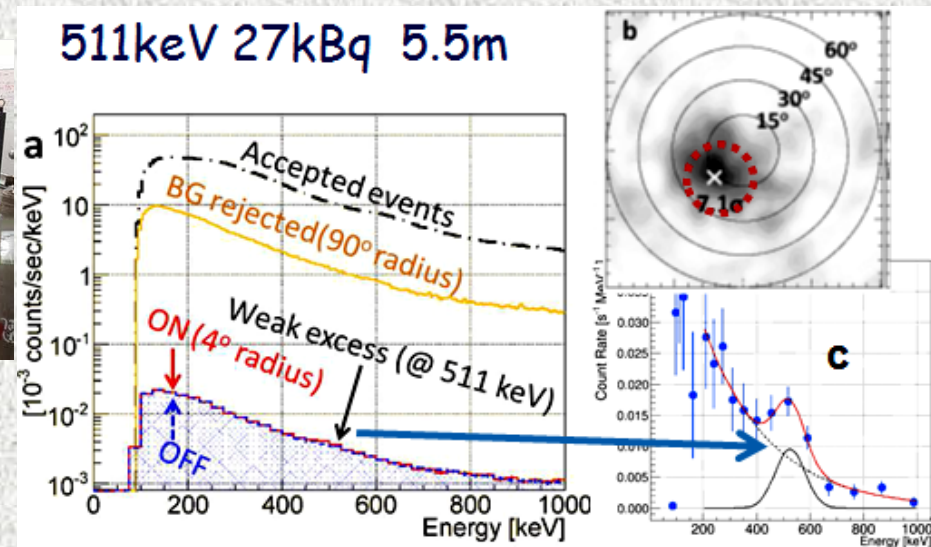 511keV 27kBq 5.5m
a
[10⁻³ counts/sec/keV]
10²
10
1
10⁻¹
10⁻²
10⁻³
Accepted events
BG rejected(90° radius)
Weak excess (@ 511 keV)
ON (4° radius)
OFF
0
200
400
600
800
1000
Energy [keV]
b
60°
45°
30°
15°
7.1σ
c
Count Rate [s⁻¹ MeV⁻¹]
0.030
0.025
0.020
0.015
0.010
0.005
0.000
200
400
600
800
1000
Energy [keV]